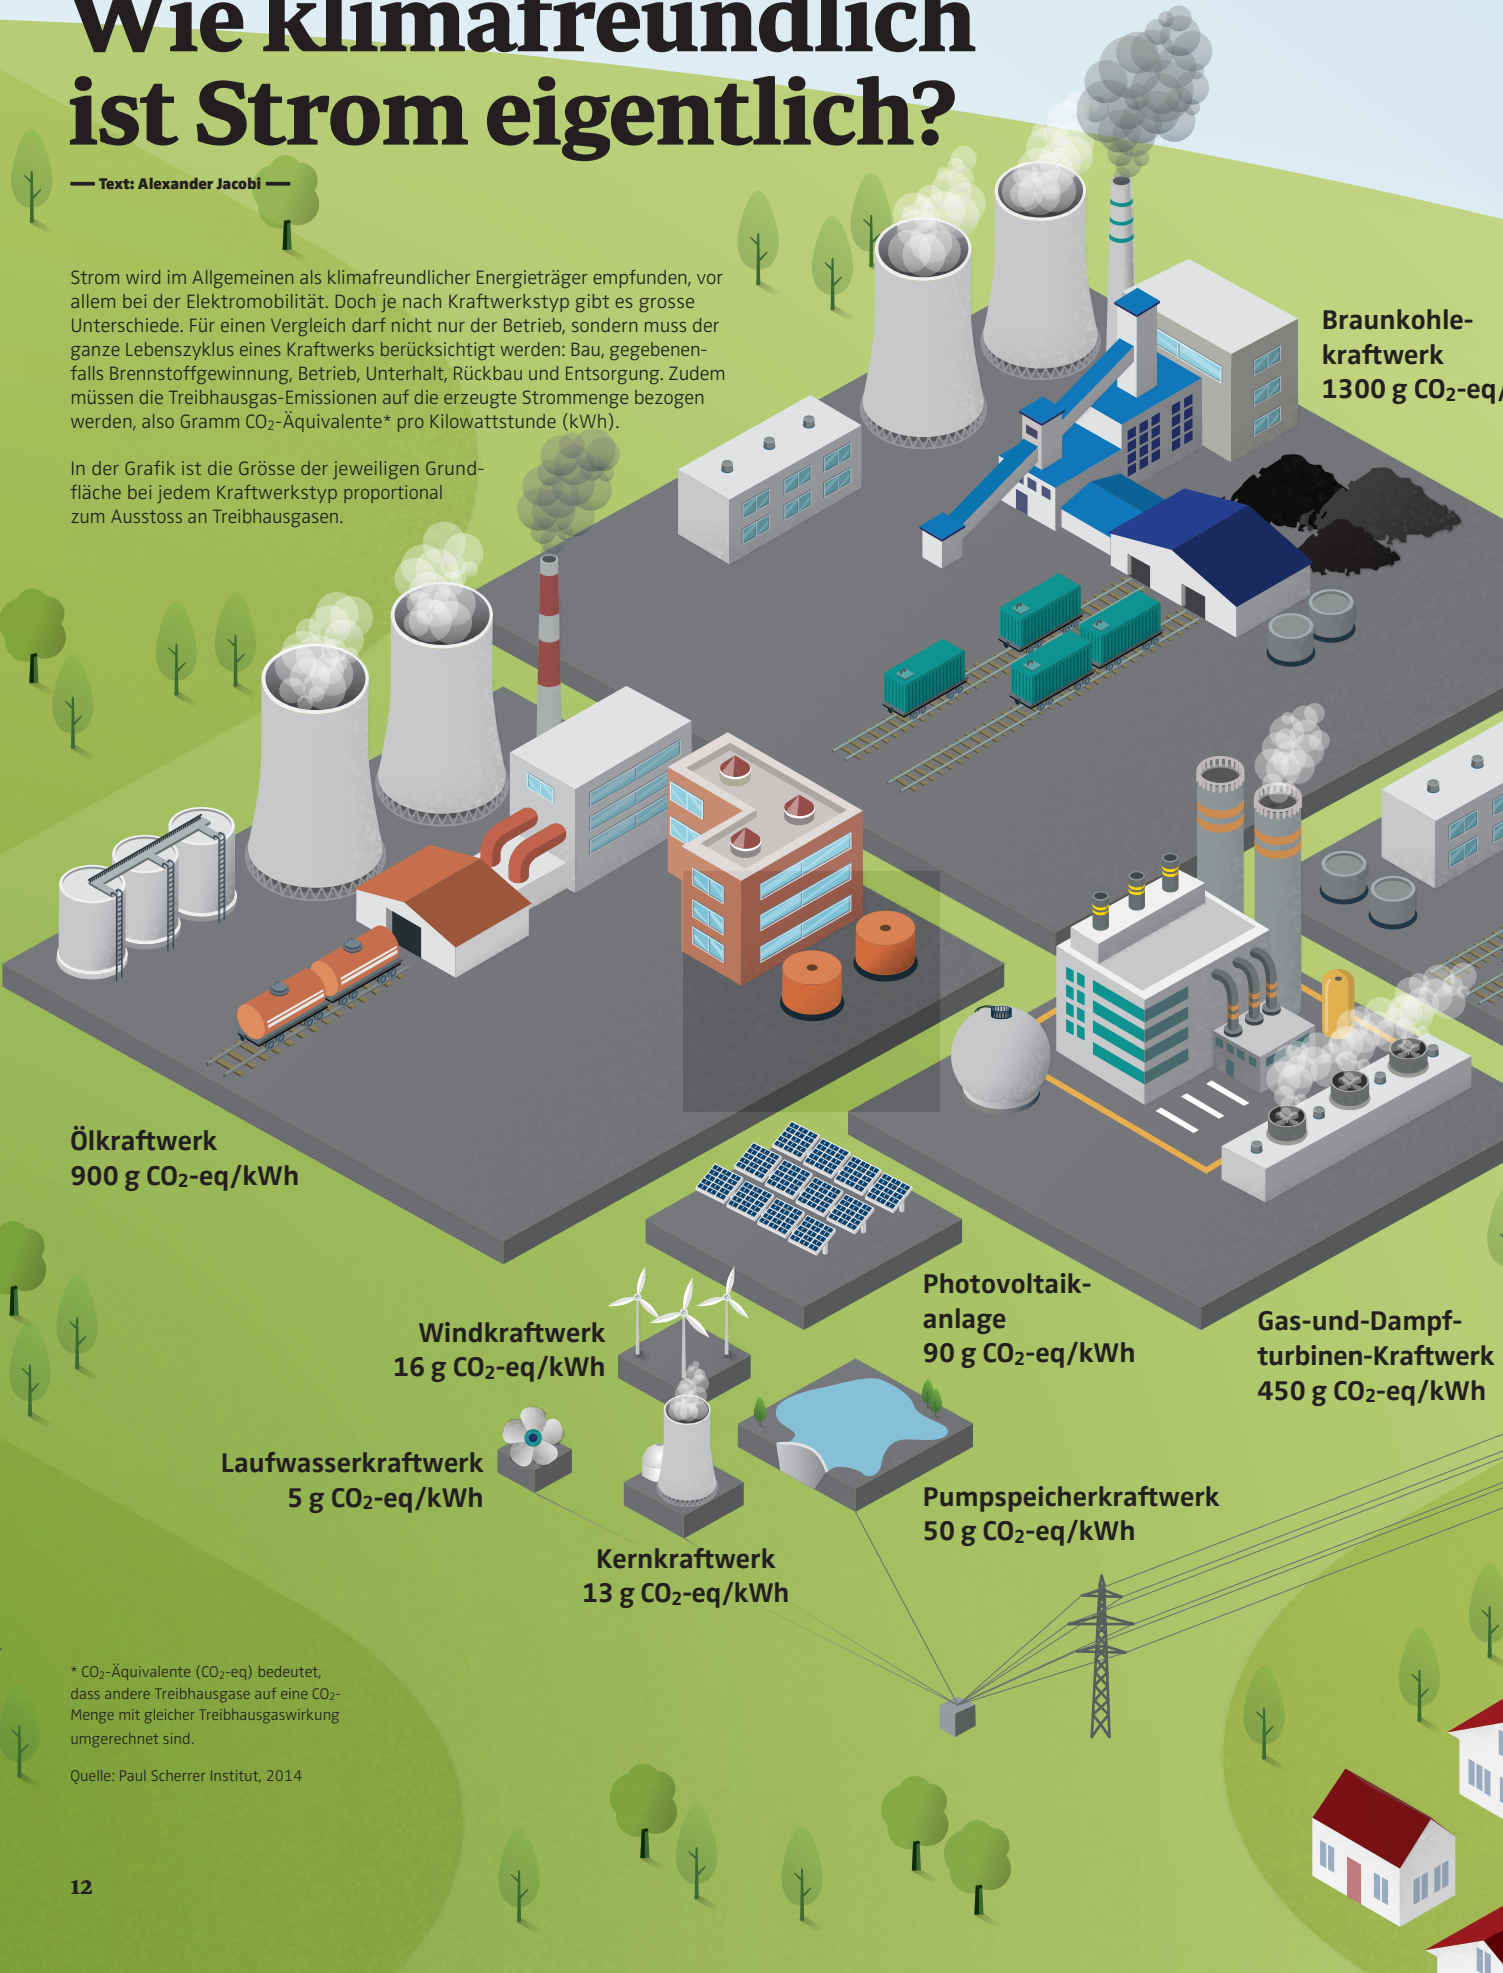 Wie klimafreundlich
ist Strom eigentlich?
Text: Alexander Jacobi
Strom wird im Allgemeinen als klimafreundlicher Energieträger empfunden, vor
allem bei der Elektromobilität. Doch je nach Kraftwerkstyp gibt es grosse
Unterschiede. Für einen Vergleich darf nicht nur der Betrieb, sondern muss der
ganze Lebenszyklus eines Kraftwerks berücksichtigt werden: Bau, gegebenen-
falls Brennstoffgewinnung, Betrieb, Unterhalt, Rückbau und Entsorgung. Zudem
müssen die Treibhausgas-Emissionen auf die erzeugte Strommenge bezogen
werden, also Gramm CO2-Äquivalente* pro Kilowattstunde (kWh).
In der Grafik ist die Grösse der jeweiligen Grund-
fläche bei jedem Kraftwerkstyp proportional
zum Ausstoss an Treibhausgasen.
Braunkohle-
kraftwerk
1300 g CO2-eq/
Ölkraftwerk
900 g CO2-eq/kWh
Photovoltaik-
anlage
90 g CO2-eq/kWh
Gas-und-Dampf-
turbinen-Kraftwerk
450 g CO2-eq/kWh
Windkraftwerk
16 g CO2-eq/kWh
Laufwasserkraftwerk
5 g CO2-eq/kWh
Pumpspeicherkraftwerk
50 g CO2-eq/kWh
Kernkraftwerk
13 g CO2-eq/kWh
* CO2-Äquivalente (CO2-eq) bedeutet,
dass andere Treibhausgase auf eine CO2-
Menge mit gleicher Treibhausgaswirkung
umgerechnet sind.
Quelle: Paul Scherrer Institut, 2014
12